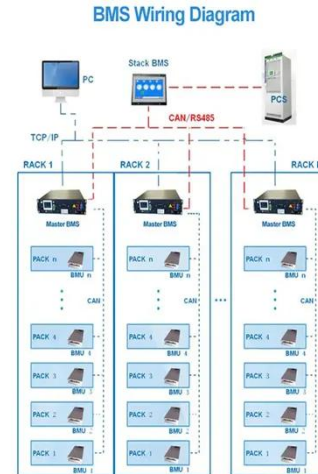 BMS Wiring Diagram
PC
Stack BMS
PCS
CAN/RS485
TCP/IP
RACK 1
RACK 2
RACK
Master BMS
Master BMS
Master BMS
PACK n
BMU n
PACK n
BMU n
PACK n
BMU n
CAN
CAN
CAN
PACK 4
BMU 4
PACK 4
BMU 4
PACK 4
BMU 4
PACK 3
BMU 3
PACK 3
BMU 3
PACK 3
BMU 3
PACK 2
BMU 2
PACK 2
BMU 2
PACK 2
BMU 2
PACK 1
BMU 1
PACK 1
BMU 1
PACK 1
BMU 1